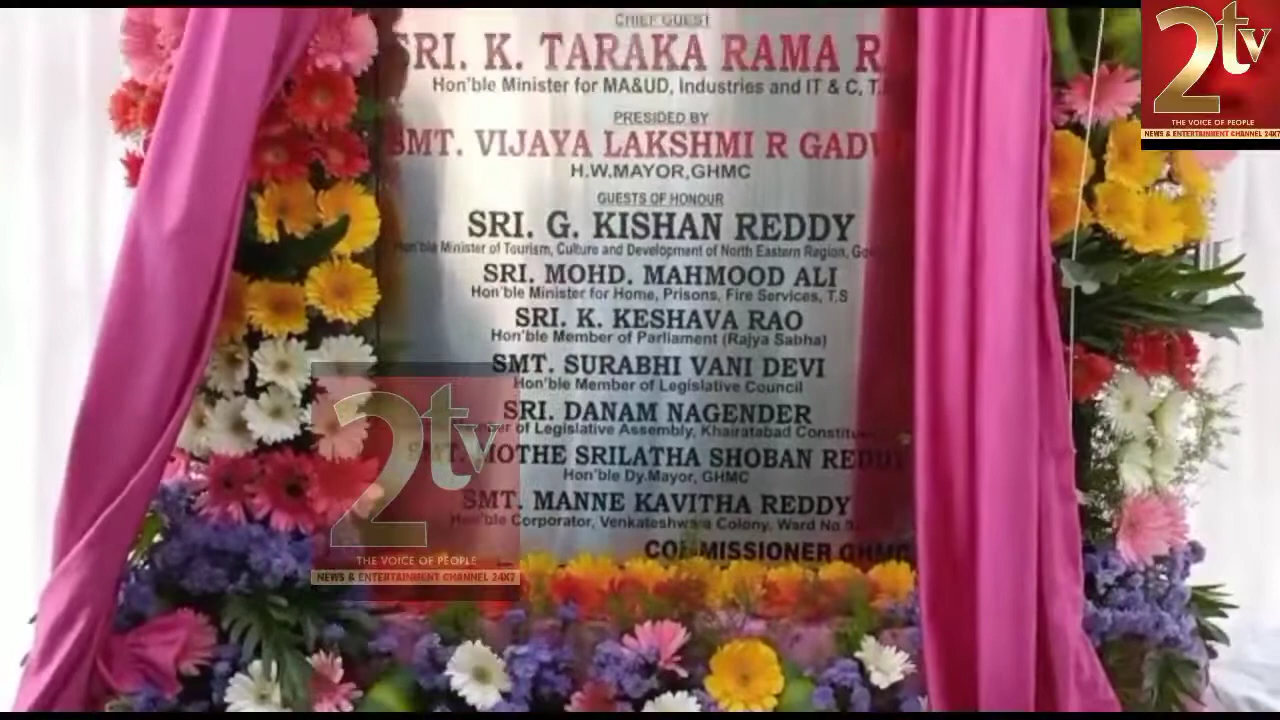 2tv
THE VOICE OF PEOPLE
NEWS & ENTERTAINMENT CHANNEL 24X7
CHIEF GUEST
SRI. K. TARAKA RAMA R
Hon'ble Minister for MA&UD, Industries and IT & C, T.
PRESIDED BY
SMT. VIJAYA LAKSHMI R GADW
H.W.MAYOR,GHMC
GUESTS OF HONOUR
SRI. G. KISHAN REDDY
Hon'ble Minister of Tourism, Culture and Development of North Eastern Region,
SRI. MOHD. MAHMOOD ALI
Hon'ble Minister for Home, Prisons, Fire Services, T.S
SRI. K. KESHAVA RAO
Hon'ble Member of Parliament (Rajya Sabha)
SMT. SURABHI VANI DEVI
Hon'ble Member of Legislative Council
SRI. DANAM NAGENDER
of Legislative Assembly, Khairatabad Constitu
SMT. MOTHE SRILATHA SHOBAN REDDY
Hon'ble Dy.Mayor, GHMC
SMT. MANNE KAVITHA REDDY
Hon'ble Corporator, Venkateshwara Colony, Ward No 9
COMMISSIONER GHMC
2tv
THE VOICE OF PEOPLE
NEWS & ENTERTAINMENT CHANNEL 24X7